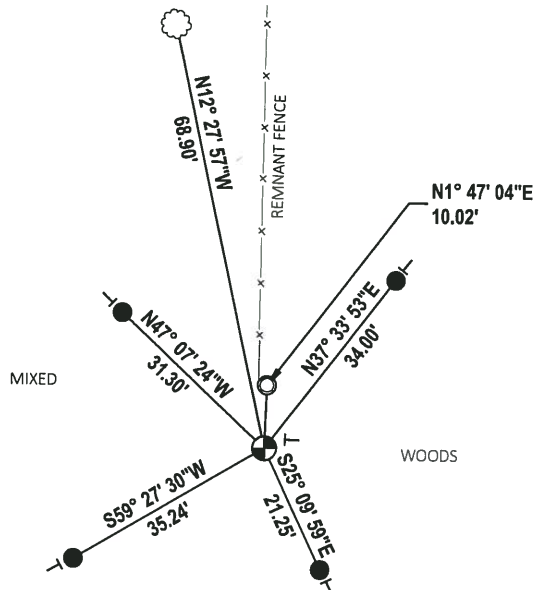 N12° 27' 57"W
68.90'
REMNANT FENCE
N1° 47' 04"E
10.02'
N47° 07' 24"W
31.30'
N37° 33' 53"E
34.00'
MIXED
WOODS
T
S59° 27' 30"W
35.24'
S25° 09' 59"E
21.25'